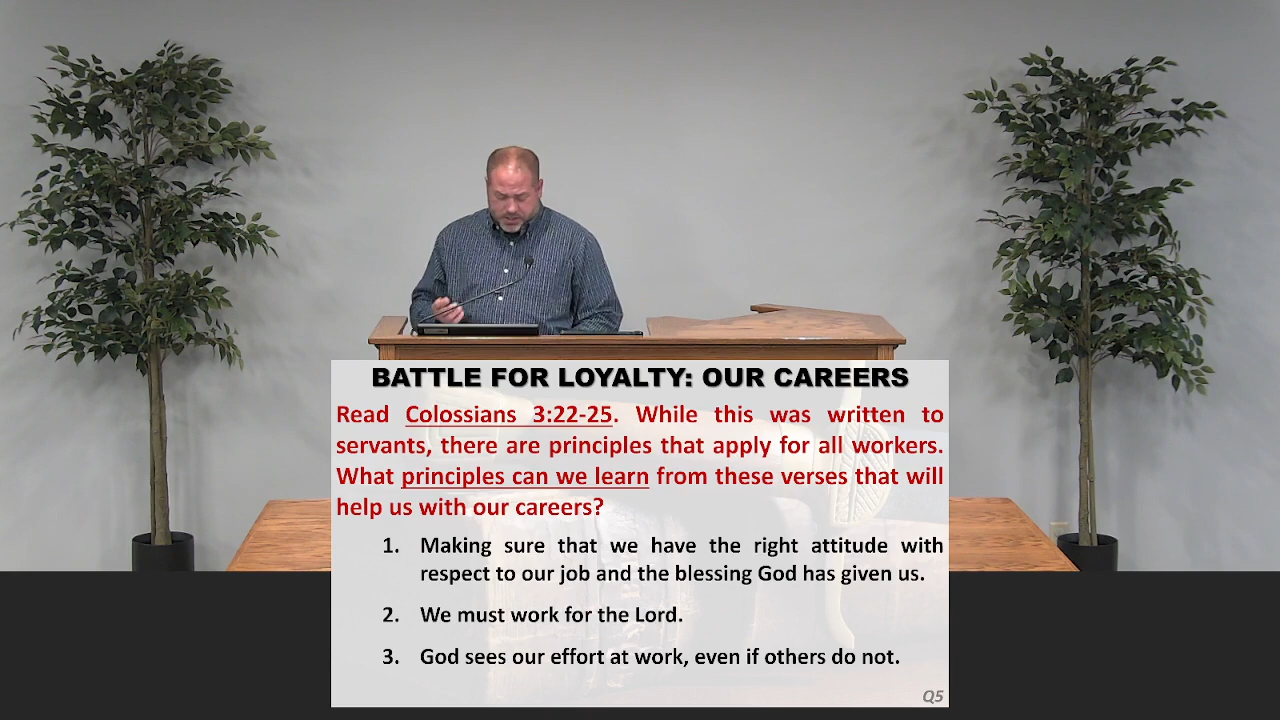 BATTLE FOR LOYALTY: OUR CAREERS
Read Colossians 3:22-25. While this was written to
servants, there are principles that apply for all workers.
What principles can we learn from these verses that will
help us with our careers?
1. Making sure that we have the right attitude with
respect to our job and the blessing God has given us.
2. We must work for the Lord.
3. God sees our effort at work, even if others do not.
Q5